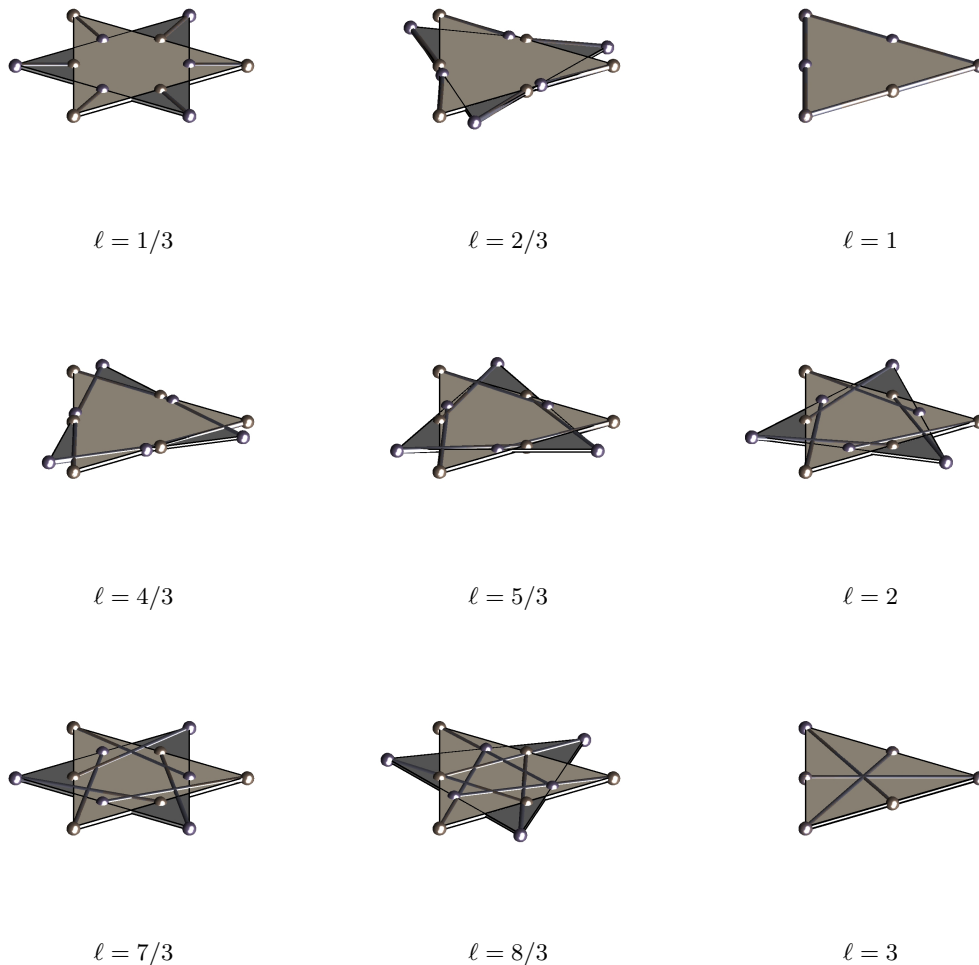 ℓ = 1/3
ℓ = 2/3
ℓ = 1
ℓ = 4/3
ℓ = 5/3
ℓ = 2
ℓ = 7/3
ℓ = 8/3
ℓ = 3